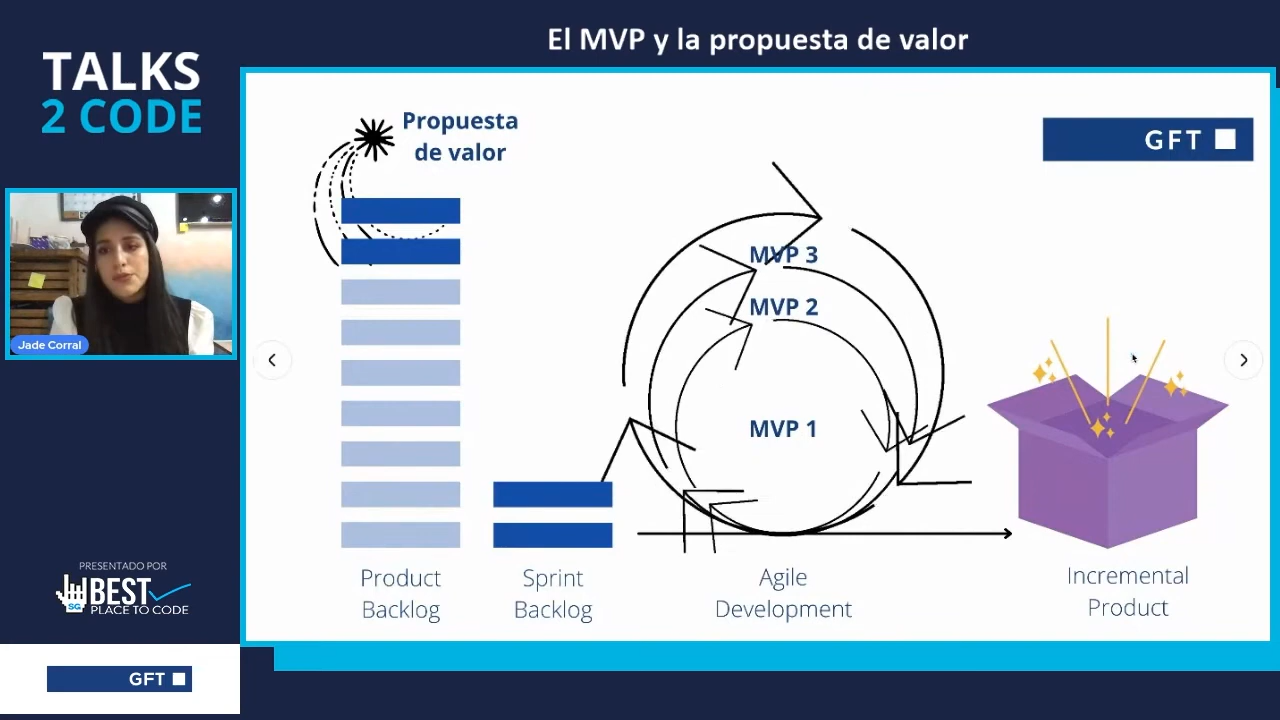 El MVP y la propuesta de valor
TALKS
2 CODE
Propuesta
de valor
GFT
MVP 3
MVP 2
MVP 1
Jade Corral
Product
Backlog
Sprint
Backlog
Agile
Development
Incremental
Product
PRESENTADO POR
SG
BEST
PLACE TO CODE
GFT